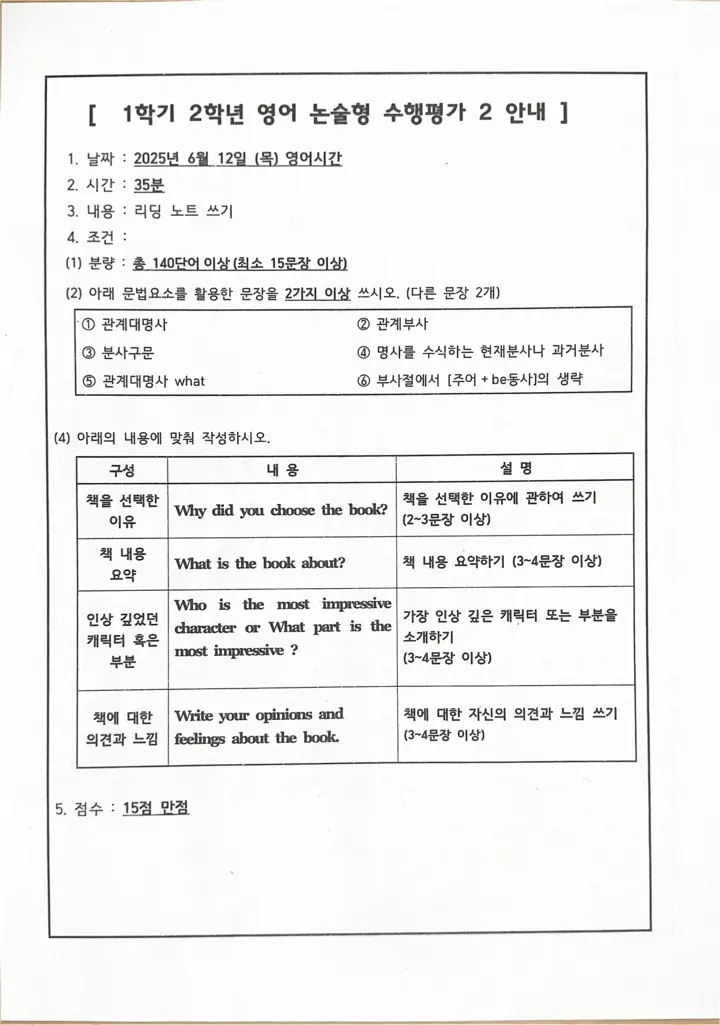 [ 1학기 2학년 영어 논술형 수행평가 2 안내 ]
1. 날짜 : 2025년 6월 12일 (목) 영어시간
2. 시간 : 35분
3. 내용 : 리딩 노트 쓰기
4. 조건 :
(1) 분량 : 총 140단어 이상(최소 15문장 이상)
(2) 아래 문법요소를 활용한 문장을 2가지 이상 쓰시오. (다른 문장 2개)
① 관계대명사 ② 관계부사
③ 분사구문 ④ 명사를 수식하는 현재분사나 과거분사
⑤ 관계대명사 what ⑥ 부사절에서 [주어 + be동사]의 생략
(4) 아래의 내용에 맞춰 작성하시오.
구성 내 용 설 명
책을 선택한
이유
Why did you choose the book?
책을 선택한 이유에 관하여 쓰기
(2~3문장 이상)
책 내용
요약
What is the book about?
책 내용 요약하기 (3~4문장 이상)
인상 깊었던
캐릭터 혹은
부분
Who is the most impressive
character or What part is the
most impressive ?
가장 인상 깊은 캐릭터 또는 부분을
소개하기
(3~4문장 이상)
책에 대한
의견과 느낌
Write your opinions and
feelings about the book.
책에 대한 자신의 의견과 느낌 쓰기
(3~4문장 이상)
5. 점수 : 15점 만점